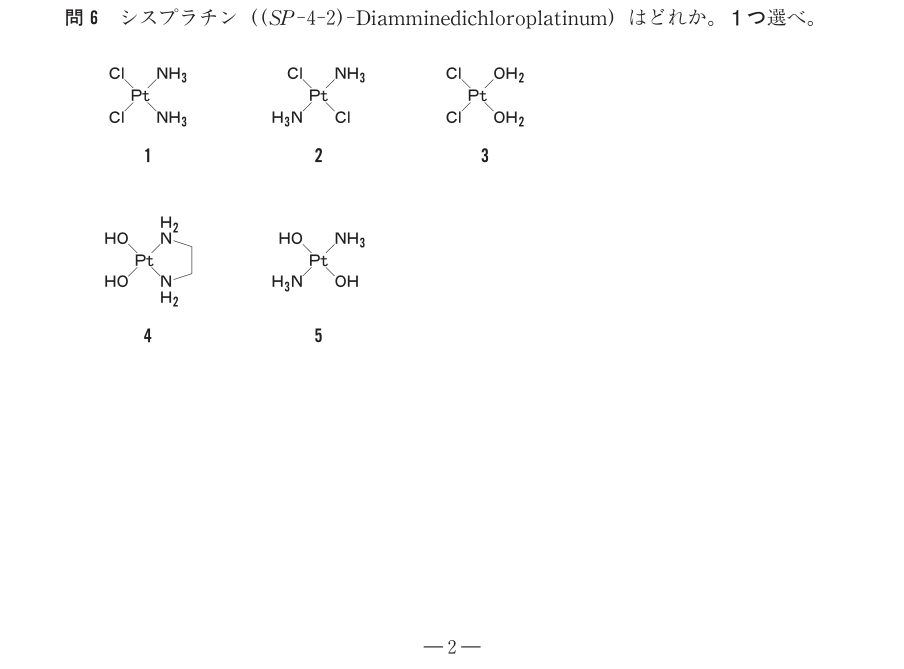 問6 シスプラチン((SP-4-2)-Diamminedichloroplatinum)はどれか。1つ選べ。
Cl NH3 Cl NH3 Cl OH2
Pt Pt Pt
Cl NH3 H3N Cl Cl OH2
1 2 3
H2
HO N HO NH3
Pt Pt
HO N H3N OH
H2
4 5
— 2 —